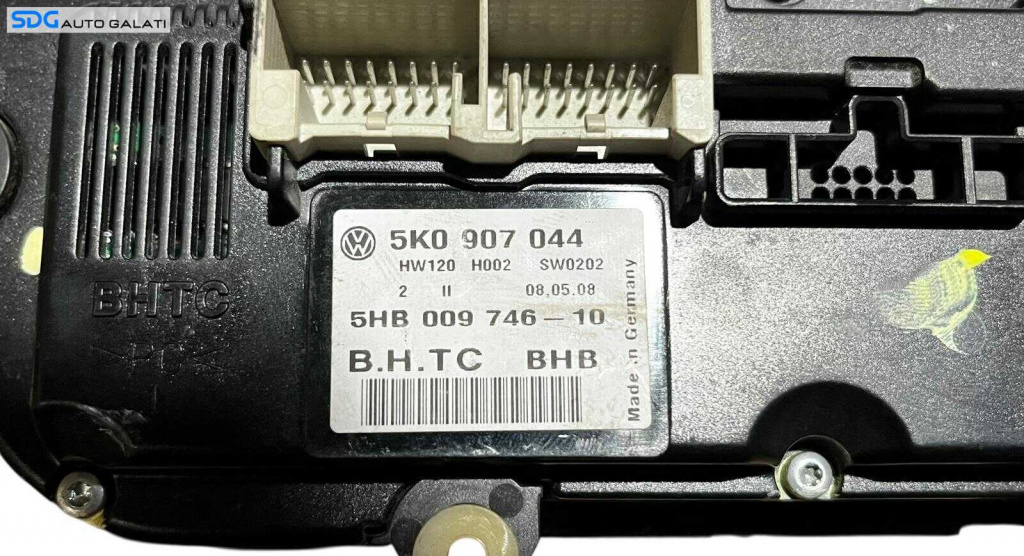 SDG AUTO GALATI
5K0 907 044
HW120 H002 SW0202
2 II 08.05.08
5HB 009 746-10
B.H.TC BHB
Made in Germany
BHTC
>PC<